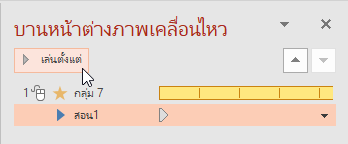 บานหน้าต่างภาพเคลื่อนไหว
เล่นตั้งแต่
1 กลุ่ม 7
สอน1